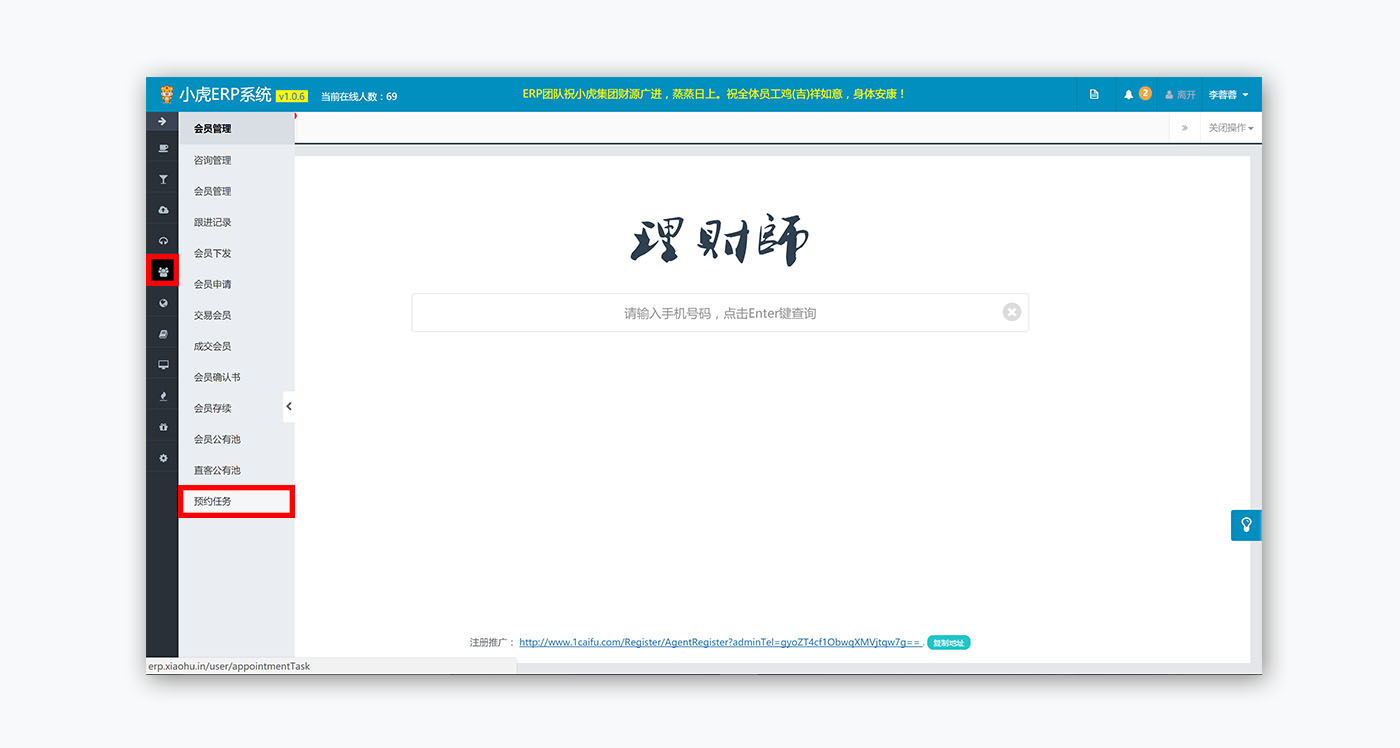 小虎ERP系统 v1.0.6 当前在线人数：69 ERP团队祝小虎集团财源广进，蒸蒸日上。祝全体员工鸡(吉)祥如意，身体安康！ 2 离开 李蓉蓉
会员管理
» 关闭操作
咨询管理
会员管理
跟进记录
会员下发
会员申请
交易会员
成交会员
会员确认书
会员存续
会员公有池
直客公有池
预约任务
理财師
请输入手机号码，点击Enter键查询
注册推广： http://www.1caifu.com/Register/AgentRegister?adminTel=gyoZT4cf1ObwqXMVjtqw7g== . 复制地址
erp.xiaohu.in/user/appointmentTask